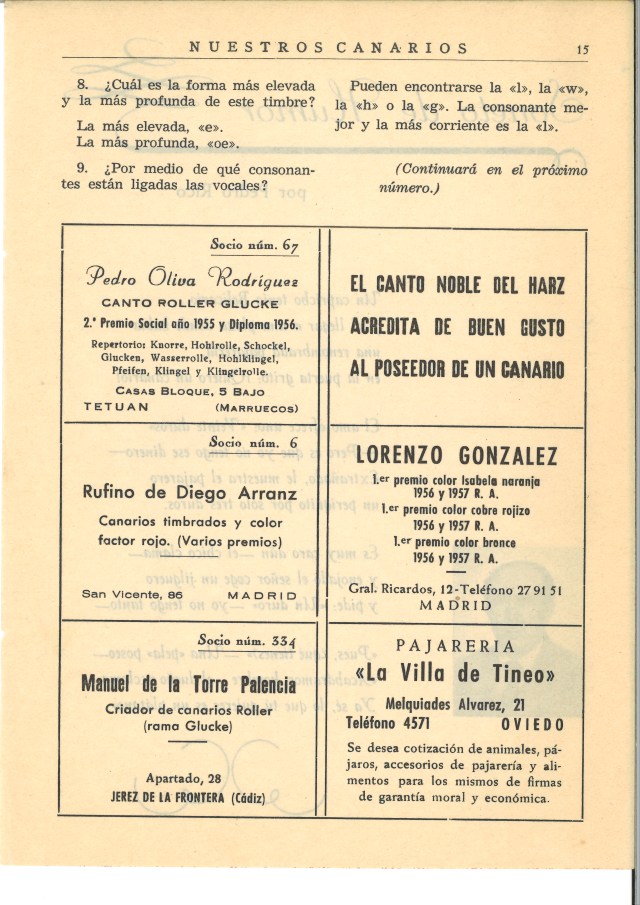 NUESTROS CANARIOS 15
8. ¿Cuál es la forma más elevada
y la más profunda de este timbre?
La más elevada, «e».
La más profunda, «oe».
9. ¿Por medio de qué consonan-
tes están ligadas las vocales?
Pueden encontrarse la «l», la «w»,
la «h» o la «g». La consonante me-
jor y la más corriente es la «l».
(Continuará en el próximo
número.)
Socio núm. 67
Pedro Oliva Rodríguez
CANTO ROLLER GLUCKE
2.º Premio Social año 1955 y Diploma 1956.
Repertorio: Knorre, Hohlrolle, Schockel,
Glucken, Wasserrolle, Hohlklingel,
Pfeifen, Klingel y Klingelrolle.
CASAS BLOQUE, 5 BAJO
TETUAN (MARRUECOS)
Socio núm. 6
Rufino de Diego Arranz
Canarios timbrados y color
factor rojo. (Varios premios)
San Vicente, 86 MADRID
Socio núm. 334
Manuel de la Torre Palencia
Criador de canarios Roller
(rama Glucke)
Apartado, 28
JEREZ DE LA FRONTERA (Cádiz)
EL CANTO NOBLE DEL HARZ
ACREDITA DE BUEN GUSTO
AL POSEEDOR DE UN CANARIO
LORENZO GONZALEZ
1.er premio color Isabela naranja
1956 y 1957 R. A.
1.er premio color cobre rojizo
1956 y 1957 R. A.
1.er premio color bronce
1956 y 1957 R. A.
Gral. Ricardos, 12-Teléfono 27 91 51
MADRID
PAJARERIA
«La Villa de Tineo»
Melquiades Alvarez, 21
Teléfono 4571 OVIEDO
Se desea cotización de animales, pá-
jaros, accesorios de pajarería y ali-
mentos para los mismos de firmas
de garantía moral y económica.